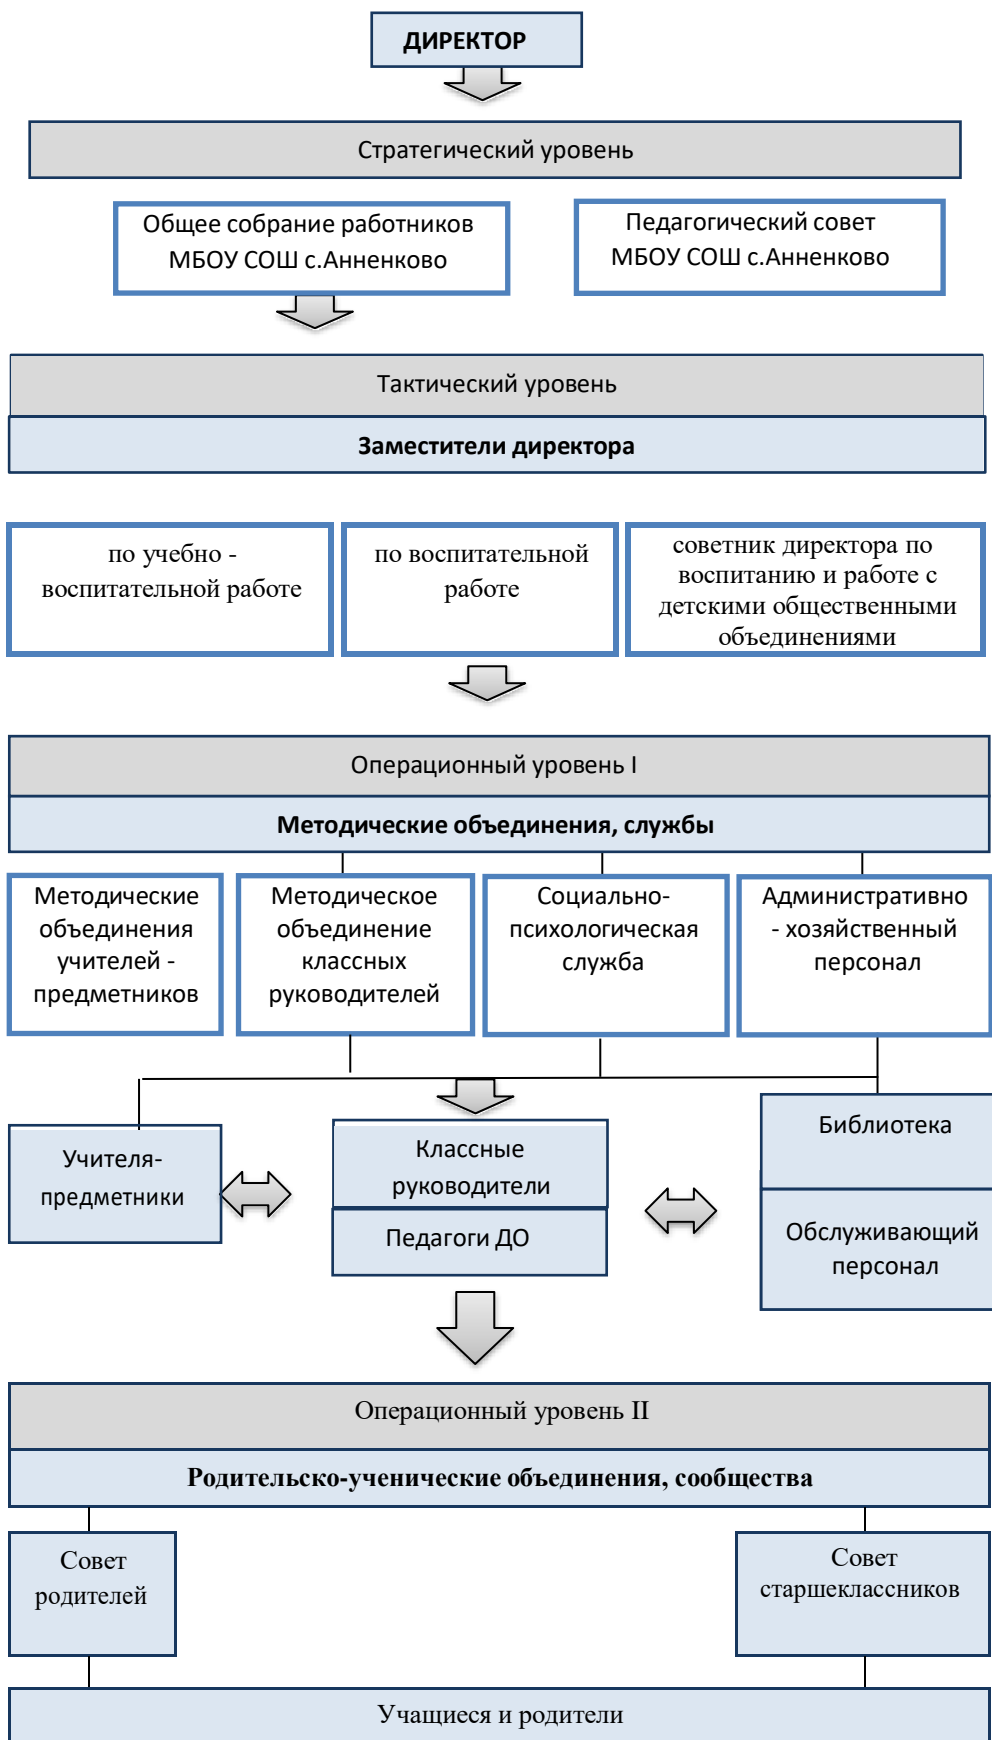 ДИРЕКТОР
Стратегический уровень
Общее собрание работников
МБОУ СОШ с.Анненково
Педагогический совет
МБОУ СОШ с.Анненково
Тактический уровень
Заместители директора
по учебно -
воспитательной работе
по воспитательной
работе
советник директора по
воспитанию и работе с
детскими общественными
объединениями
Операционный уровень I
Методические объединения, службы
Методические
объединения
учителей -
предметников
Методическое
объединение
классных
руководителей
Социально-
психологическая
служба
Административно
- хозяйственный
персонал
Учителя-
предметники
Классные
руководители
Педагоги ДО
Библиотека
Обслуживающий
персонал
Операционный уровень II
Родительско-ученические объединения, сообщества
Совет
родителей
Совет
старшеклассников
Учащиеся и родители